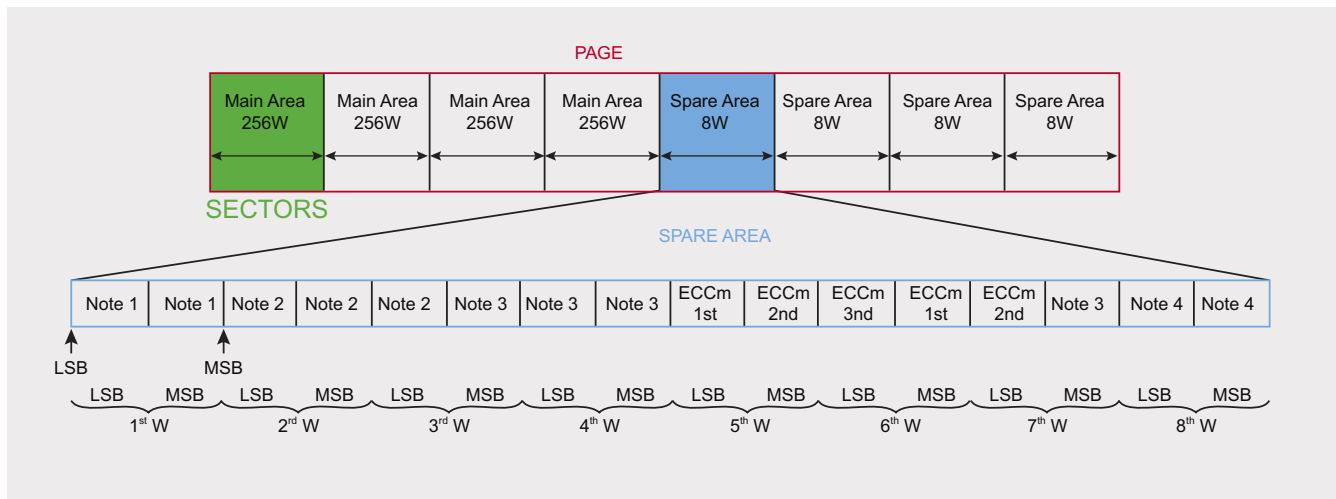 PAGE
Main Area 256W
Main Area 256W
Main Area 256W
Main Area 256W
Spare Area 8W
Spare Area 8W
Spare Area 8W
Spare Area 8W
SECTORS
SPARE AREA
Note 1
Note 1
Note 2
Note 2
Note 2
Note 3
Note 3
Note 3
ECCm 1st
ECCm 2nd
ECCm 3nd
ECCm 1st
ECCm 2nd
Note 3
Note 4
Note 4
LSB
MSB
LSB MSB LSB MSB LSB MSB LSB MSB LSB MSB LSB MSB LSB MSB LSB MSB
1st W 2rd W 3rd W 4th W 5th W 6th W 7th W 8th W